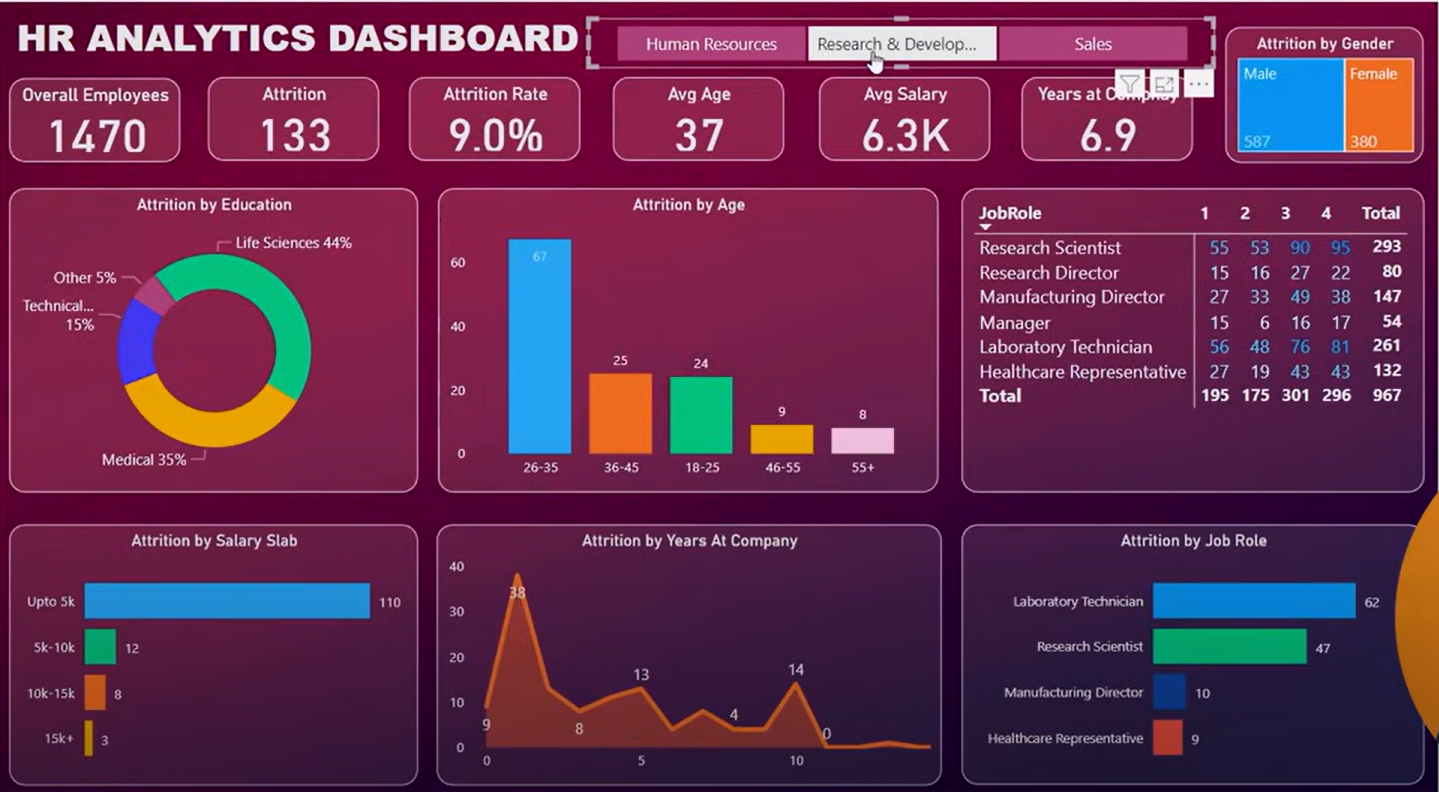 HR ANALYTICS DASHBOARD
Human Resources
Research & Develop...
Sales
Attrition by Gender
Male
Female
587
380
Overall Employees
1470
Attrition
133
Attrition Rate
9.0%
Avg Age
37
Avg Salary
6.3K
Years at
6.9
Attrition by Education
Life Sciences 44%
Other 5%
Technical...
15%
Medical 35%
Attrition by Age
60
40
20
0
67
25
24
9
8
26-35
36-45
18-25
46-55
55+
JobRole 1 2 3 4 Total
Research Scientist 55 53 90 95 293
Research Director 15 16 27 22 80
Manufacturing Director 27 33 49 38 147
Manager 15 6 16 17 54
Laboratory Technician 56 48 76 81 261
Healthcare Representative 27 19 43 43 132
Total 195 175 301 296 967
Attrition by Salary Slab
Upto 5k 110
5k-10k 12
10k-15k 8
15k+ 3
Attrition by Years At Company
40
30
20
10
0
9
38
8
13
4
14
0
0
5
10
Attrition by Job Role
Laboratory Technician 62
Research Scientist 47
Manufacturing Director 10
Healthcare Representative 9